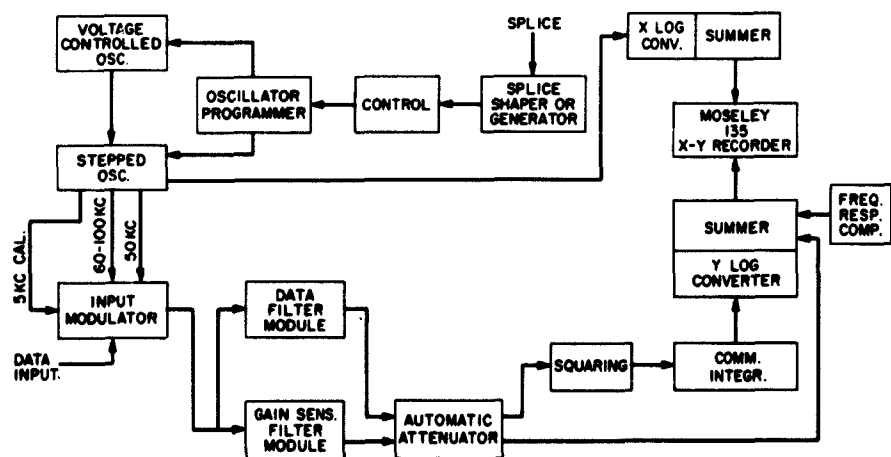 VOLTAGE
CONTROLLED
OSC.
SPLICE
X LOG
CONV.
SUMMER
OSCILLATOR
PROGRAMMER
CONTROL
SPLICE
SHAPER OR
GENERATOR
MOSELEY
135
X-Y RECORDER
STEPPED
OSC.
5KC CAL.
60-100KC
50KC
SUMMER
FREQ.
RESP.
COMP.
Y LOG
CONVERTER
INPUT
MODULATOR
DATA
FILTER
MODULE
DATA
INPUT.
SQUARING
COMM.
INTEGR.
GAIN SENS.
FILTER
MODULE
AUTOMATIC
ATTENUATOR